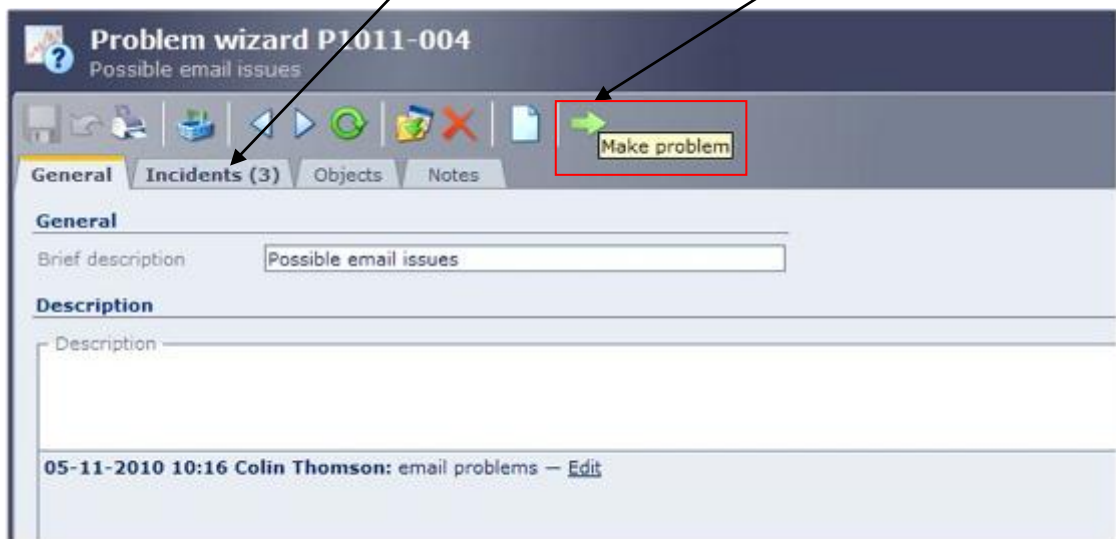 Problem wizard P1011-004
Possible email issues
Make problem
General Incidents (3) Objects Notes
General
Brief description Possible email issues
Description
Description
05-11-2010 10:16 Colin Thomson: email problems — Edit